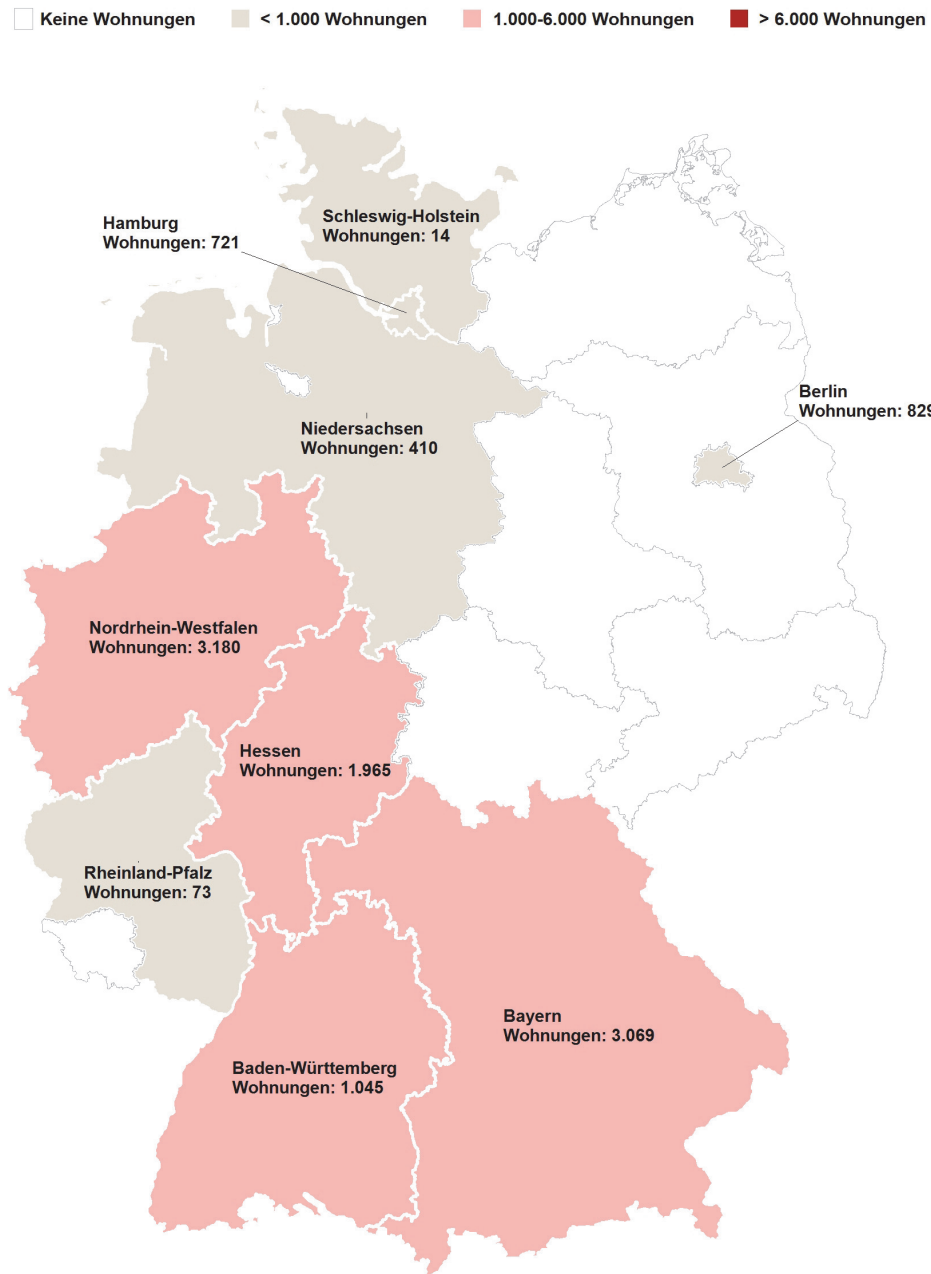 Keine Wohnungen
< 1.000 Wohnungen
1.000-6.000 Wohnungen
> 6.000 Wohnungen
Schleswig-Holstein
Wohnungen: 14
Hamburg
Wohnungen: 721
Berlin
Wohnungen: 829
Niedersachsen
Wohnungen: 410
Nordrhein-Westfalen
Wohnungen: 3.180
Hessen
Wohnungen: 1.965
Rheinland-Pfalz
Wohnungen: 73
Bayern
Wohnungen: 3.069
Baden-Württemberg
Wohnungen: 1.045